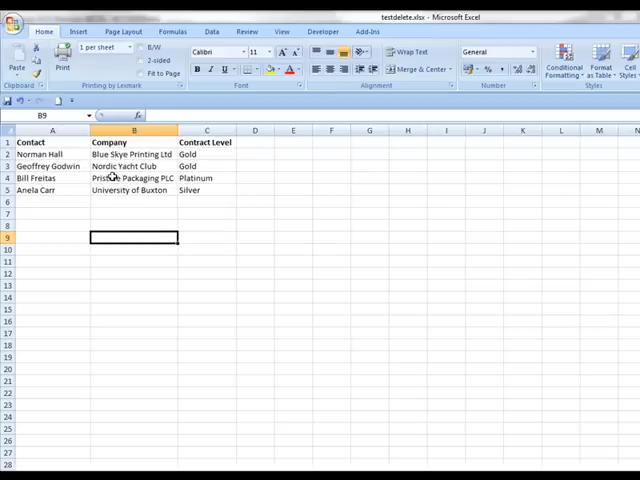 testdelete.xlsx - Microsoft Excel
Home Insert Page Layout Formulas Data Review View Developer Add-Ins
1 per sheet B/W Calibri 11 Wrap Text General
Paste Print 2-sided Conditional Formatting Format as Table Cell Styles
Fit to Page B I U Merge & Center % ,
Clipboard Printing by Lexmark Font Alignment Number
B9 fx
A B C D E F G H I J K L M N
1 Contact Company Contract Level
2 Norman Hall Blue Skye Printing Ltd Gold
3 Geoffrey Godwin Nordic Yacht Club Gold
4 Bill Freitas Pristine Packaging PLC Platinum
5 Anela Carr University of Buxton Silver
6
7
8
9
10
11
12
13
14
15
16
17
18
19
20
21
22
23
24
25
26
27
28